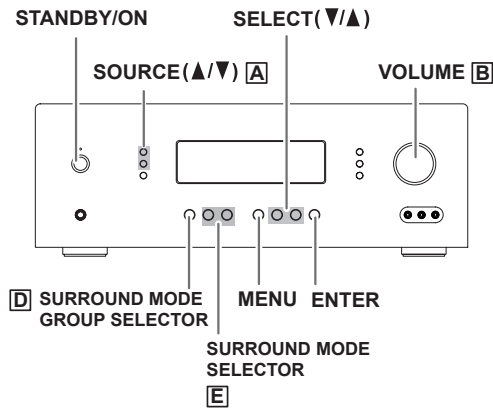 STANDBY/ON
SELECT(▼/▲)
SOURCE(▲/▼) A
VOLUME B
D SURROUND MODE
GROUP SELECTOR
MENU
ENTER
SURROUND MODE
SELECTOR
E